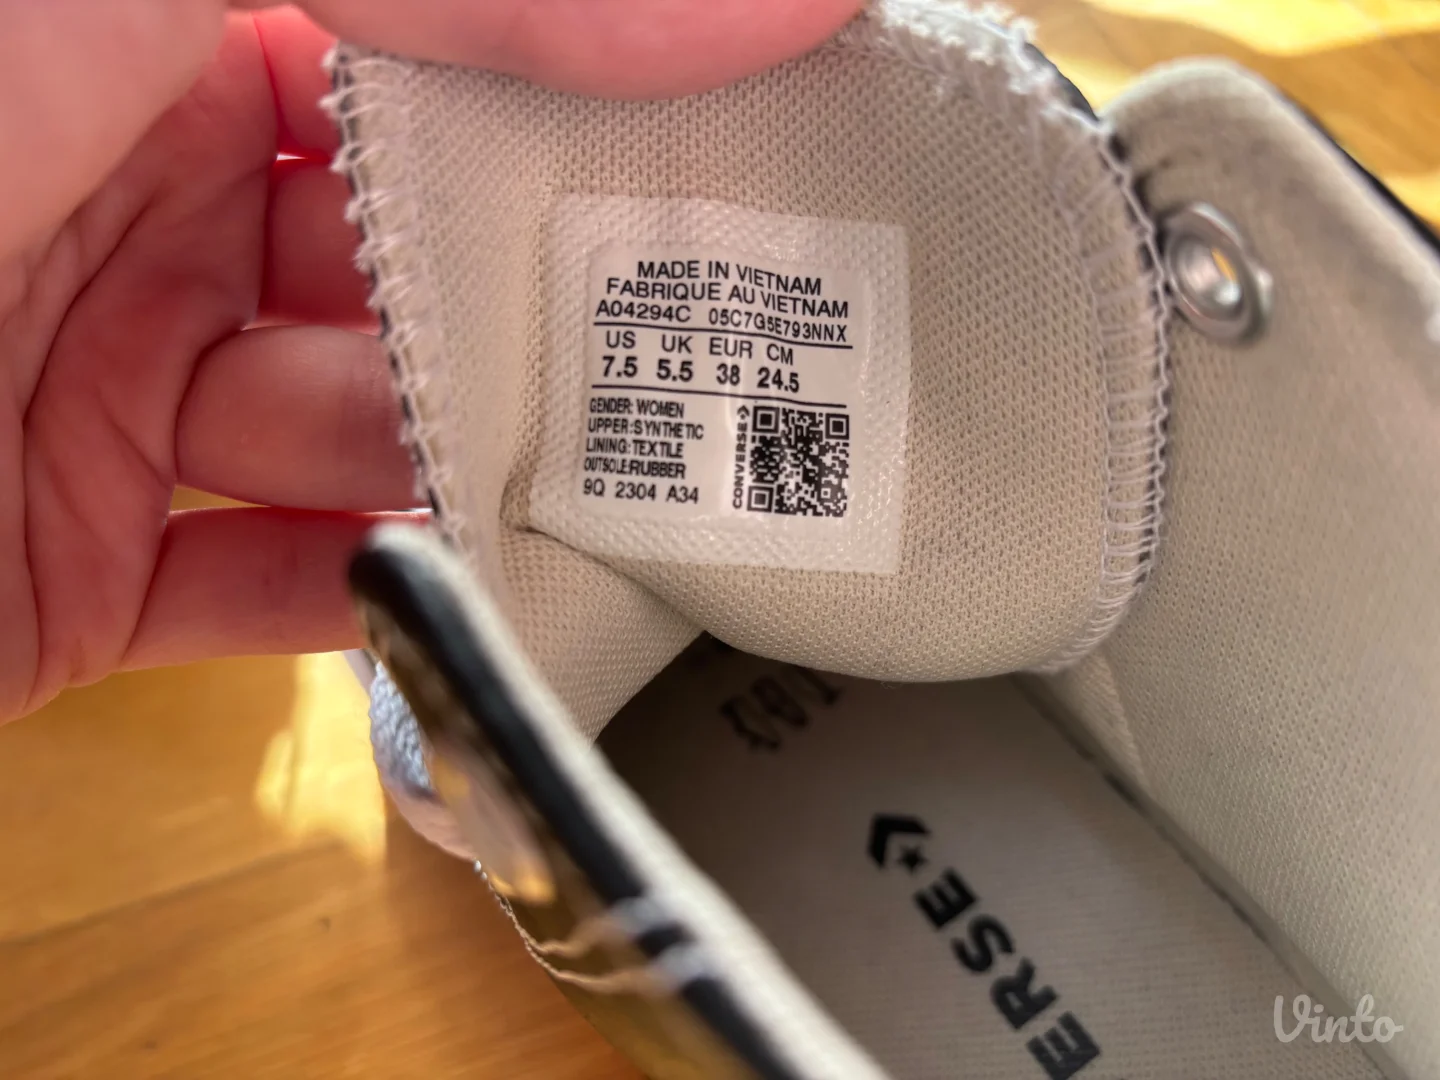 MADE IN VIETNAM
FABRIQUE AU VIETNAM
A04294C 05C7G5E793NNX
US UK EUR CM
7.5 5.5 38 24.5
GENDER: WOMEN
UPPER:SYNTHETIC
LINING:TEXTILE
OUTSOLE:RUBBER
9Q 2304 A34
CONVERSE
ERSE
Vinto